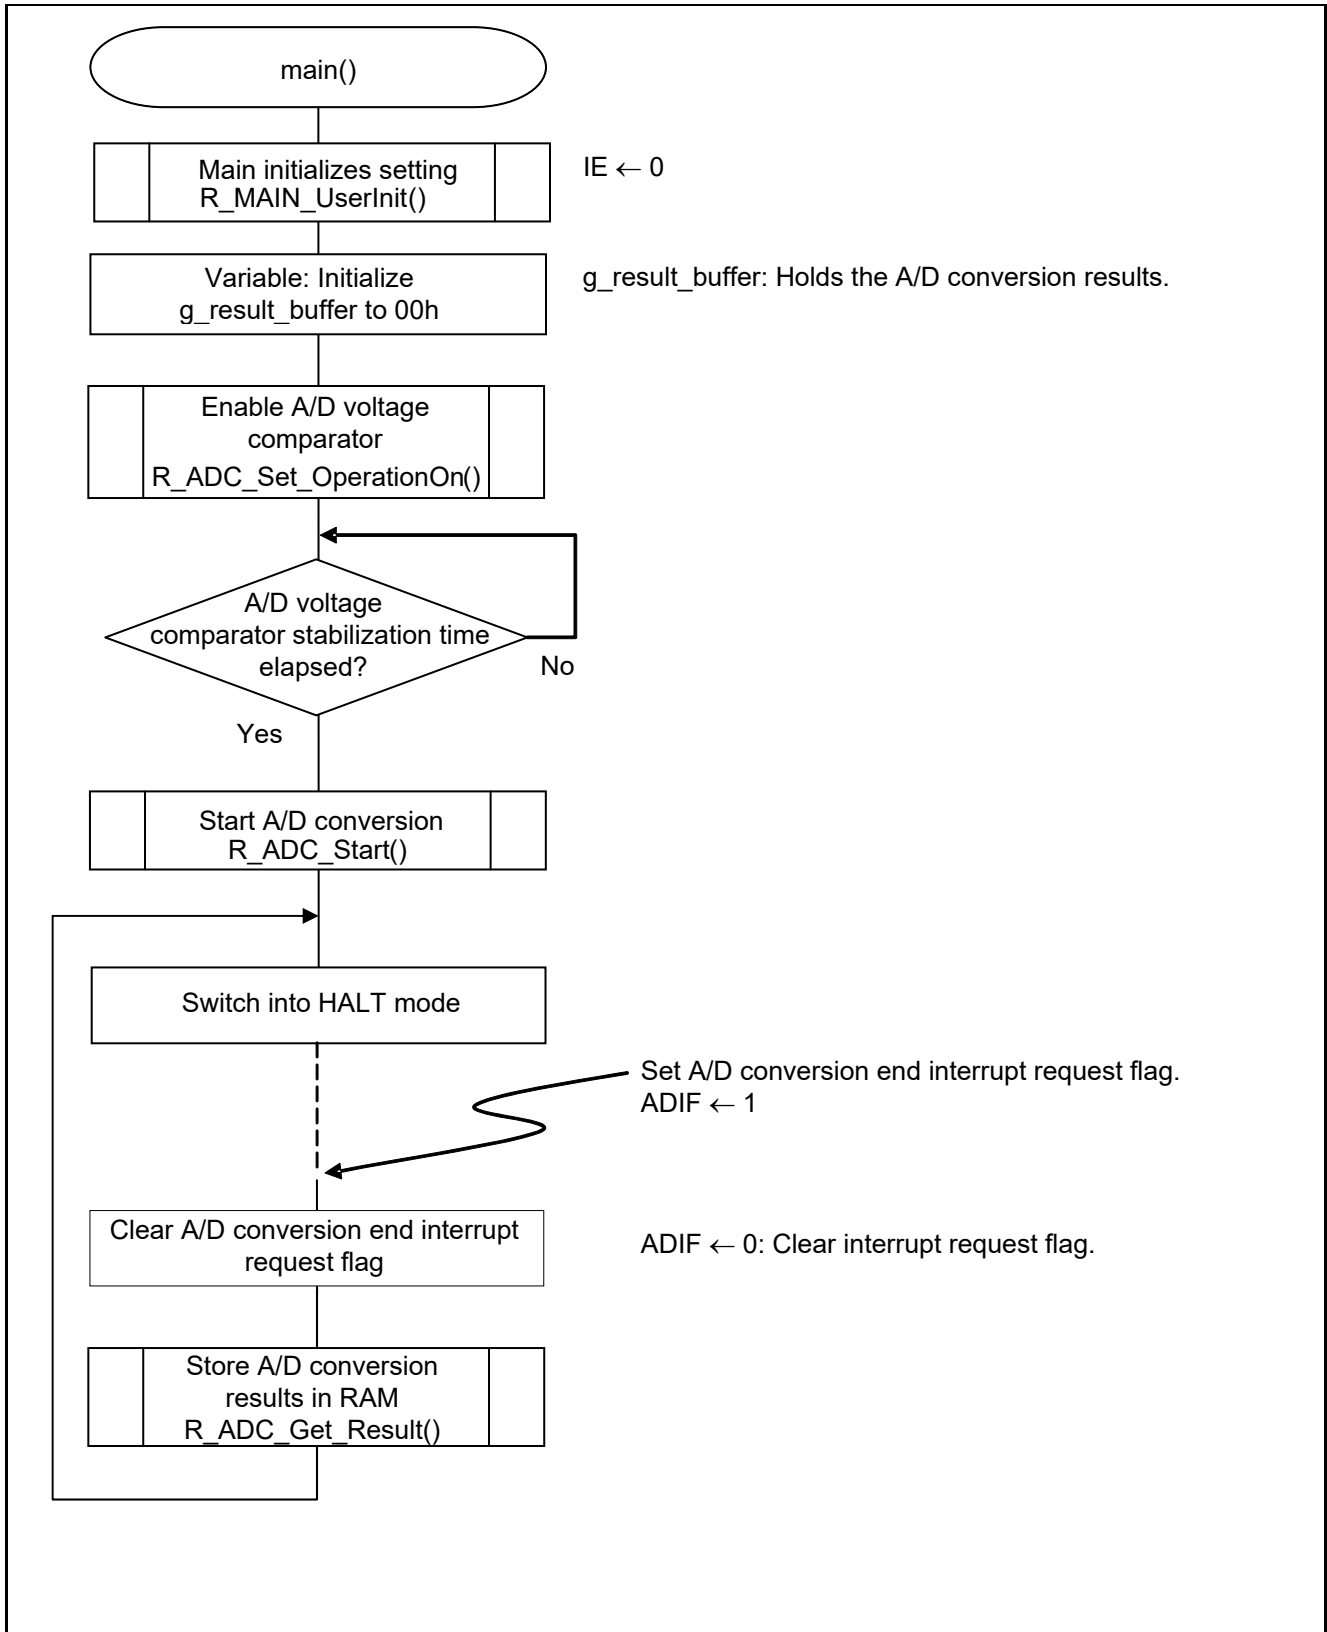 main()
Main initializes setting
R_MAIN_UserInit()
IE ← 0
Variable: Initialize
g_result_buffer to 00h
g_result_buffer: Holds the A/D conversion results.
Enable A/D voltage
comparator
R_ADC_Set_OperationOn()
A/D voltage
comparator stabilization time
elapsed?
No
Yes
Start A/D conversion
R_ADC_Start()
Switch into HALT mode
Set A/D conversion end interrupt request flag.
ADIF ← 1
Clear A/D conversion end interrupt
request flag
ADIF ← 0: Clear interrupt request flag.
Store A/D conversion
results in RAM
R_ADC_Get_Result()